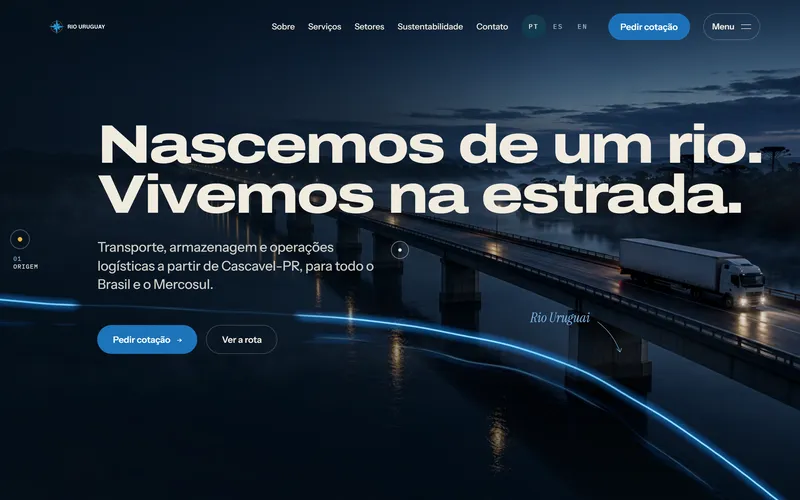 RIO URUGUAY
Sobre
Serviços
Setores
Sustentabilidade
Contato
PT
ES
EN
Pedir cotação
Menu
Nascemos de um rio.
Vivemos na estrada.
Transporte, armazenagem e operações
logísticas a partir de Cascavel-PR, para todo o
Brasil e o Mercosul.
01
ORIGEM
Rio Uruguai
Pedir cotação →
Ver a rota